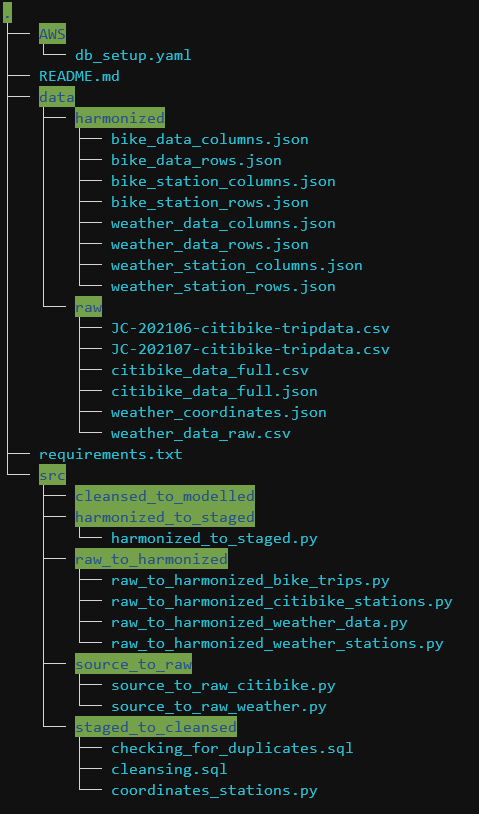 .
AWS
db_setup.yaml
README.md
data
harmonized
bike_data_columns.json
bike_data_rows.json
bike_station_columns.json
bike_station_rows.json
weather_data_columns.json
weather_data_rows.json
weather_station_columns.json
weather_station_rows.json
raw
JC-202106-citibike-tripdata.csv
JC-202107-citibike-tripdata.csv
citibike_data_full.csv
citibike_data_full.json
weather_coordinates.json
weather_data_raw.csv
requirements.txt
src
cleansed_to_modelled
harmonized_to_staged
harmonized_to_staged.py
raw_to_harmonized
raw_to_harmonized_bike_trips.py
raw_to_harmonized_citibike_stations.py
raw_to_harmonized_weather_data.py
raw_to_harmonized_weather_stations.py
source_to_raw
source_to_raw_citibike.py
source_to_raw_weather.py
staged_to_cleansed
checking_for_duplicates.sql
cleansing.sql
coordinates_stations.py